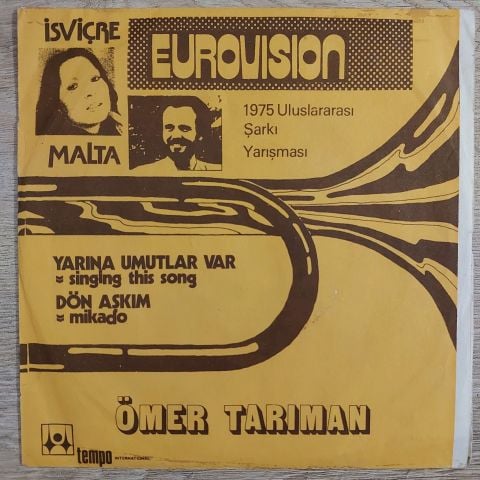 İSVİÇRE
EUROVISION
1975 Uluslararası
Şarkı
Yarışması
MALTA
YARINA UMUTLAR VAR
singing this song
DÖN AŞKIM
mikado
ÖMER TARIMAN
tempo
INTERNATIONAL